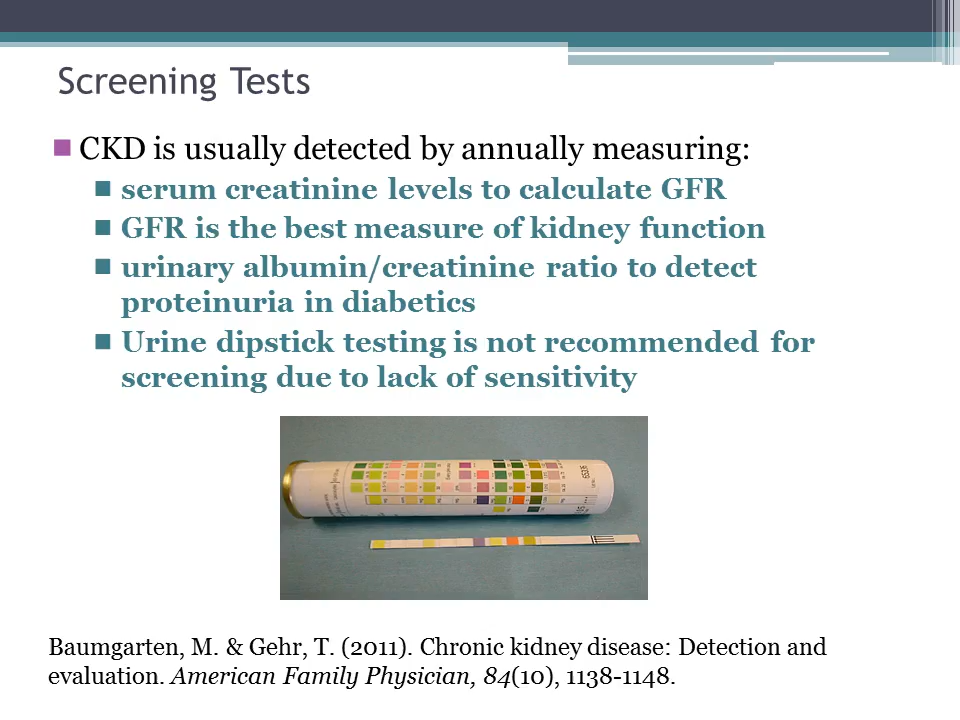 Screening Tests
CKD is usually detected by annually measuring:
serum creatinine levels to calculate GFR
GFR is the best measure of kidney function
urinary albumin/creatinine ratio to detect
proteinuria in diabetics
Urine dipstick testing is not recommended for
screening due to lack of sensitivity
Baumgarten, M. & Gehr, T. (2011). Chronic kidney disease: Detection and
evaluation. American Family Physician, 84(10), 1138-1148.